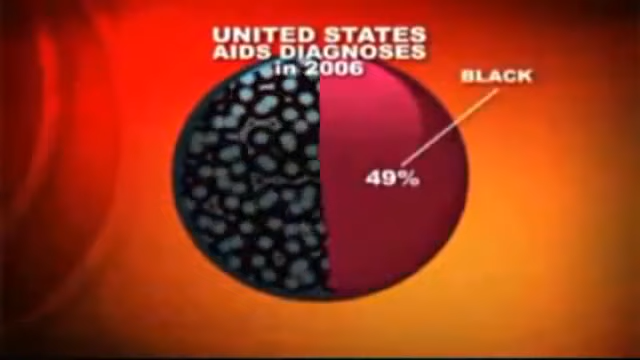 UNITED STATES
AIDS DIAGNOSES
in 2006
BLACK
49%